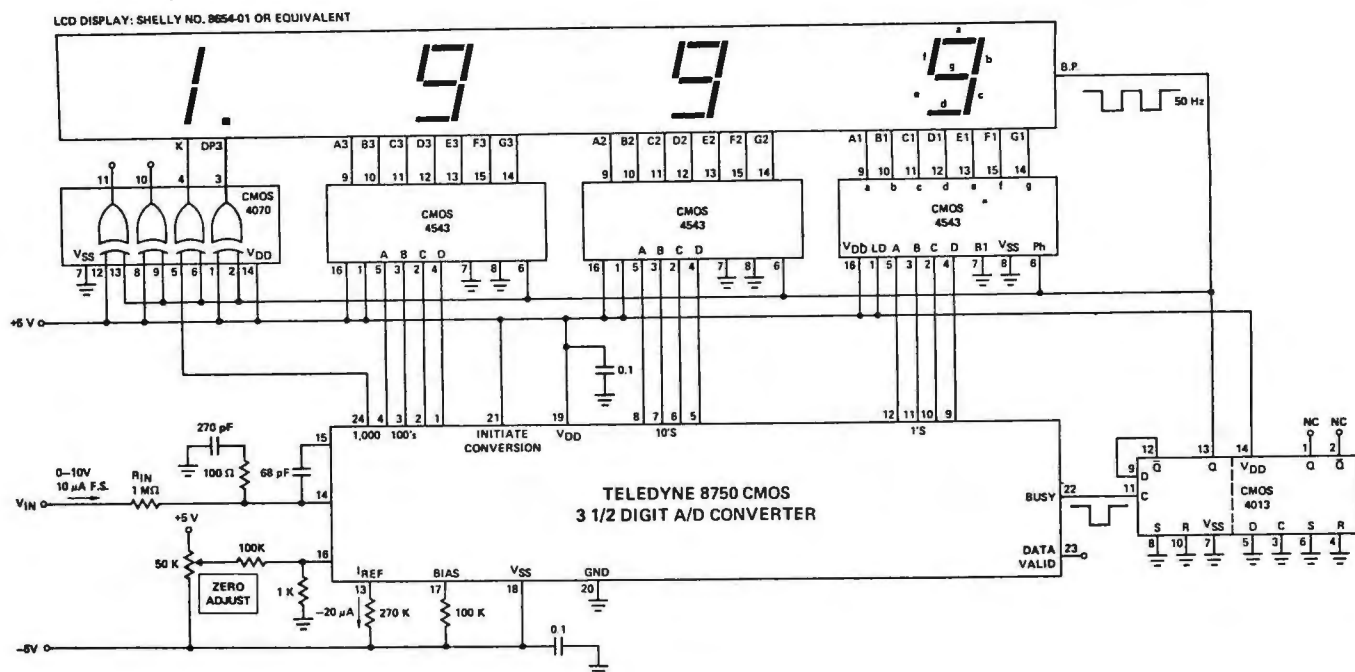 LCD DISPLAY: SHELLY NO. 8654-01 OR EQUIVALENT
1. 9 9 9
a
f b
g
e c
d
B.P.
50 Hz
K DP3
A3 B3 C3 D3 E3 F3 G3
A2 B2 C2 D2 E2 F2 G2
A1 B1 C1 D1 E1 F1 G1
11 10 4 3
9 10 11 12 13 15 14
9 10 11 12 13 15 14
9 10 11 12 13 15 14
a b c d e f g
CMOS
4070
CMOS
4543
CMOS
4543
CMOS
4543
VSS VDD
7 12 13 8 9 5 6 1 2 14
A B C D
16 1 5 3 2 4 7 8 6
A B C D
16 1 5 3 2 4 7 8 6
VDD LD A B C D B1 VSS Ph
16 1 5 3 2 4 7 8 6
+5 V
0.1
24 4 3 2 1 21 19 8 7 6 5 12 11 10 9
1,000 100's INITIATE CONVERSION VDD 10'S 1'S
270 pF
100 Ω
68 pF
15
0–10V
10 µA F.S.
RIN
1 MΩ
VIN
14
+5 V
50 K
100K
16
ZERO
ADJUST
1 K
TELEDYNE 8750 CMOS
3 1/2 DIGIT A/D CONVERTER
BUSY 22
DATA
VALID
23
IREF BIAS VSS GND
13 17 18 20
–20 µA
270 K
100 K
0.1
–5V
NC NC
12 13 14 1 2
Q̄ Q VDD Q Q̄
9 D
11 C
CMOS
4013
S R VSS D C S R
8 10 7 5 3 6 4